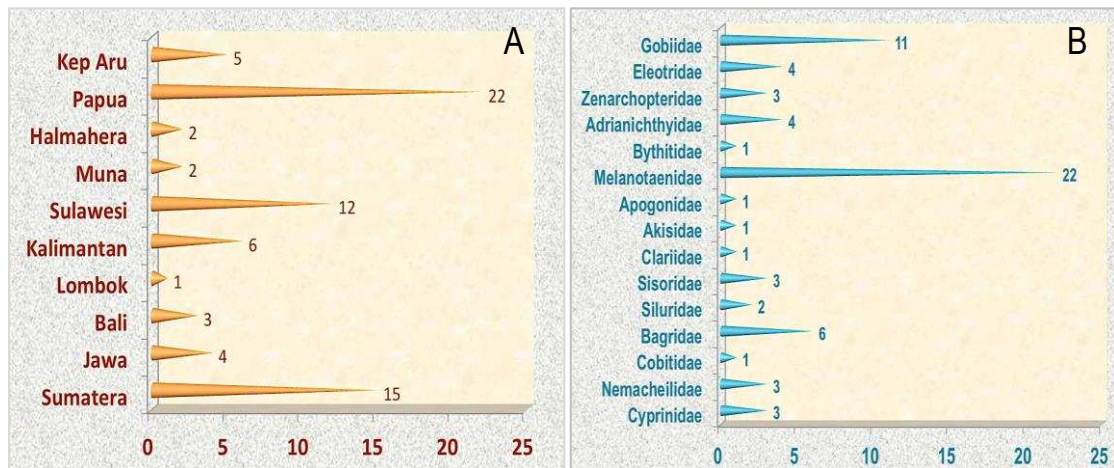 A
Kep Aru 5
Papua 22
Halmahera 2
Muna 2
Sulawesi 12
Kalimantan 6
Lombok 1
Bali 3
Jawa 4
Sumatera 15
0 5 10 15 20 25
B
Gobiidae 11
Eleotridae 4
Zenarchopteridae 3
Adrianichthyidae 4
Bythitidae 1
Melanotaenidae 22
Apogonidae 1
Akisidae 1
Clariidae 1
Sisoridae 3
Siluridae 2
Bagridae 6
Cobitidae 1
Nemacheilidae 3
Cyprinidae 3
0 5 10 15 20 25